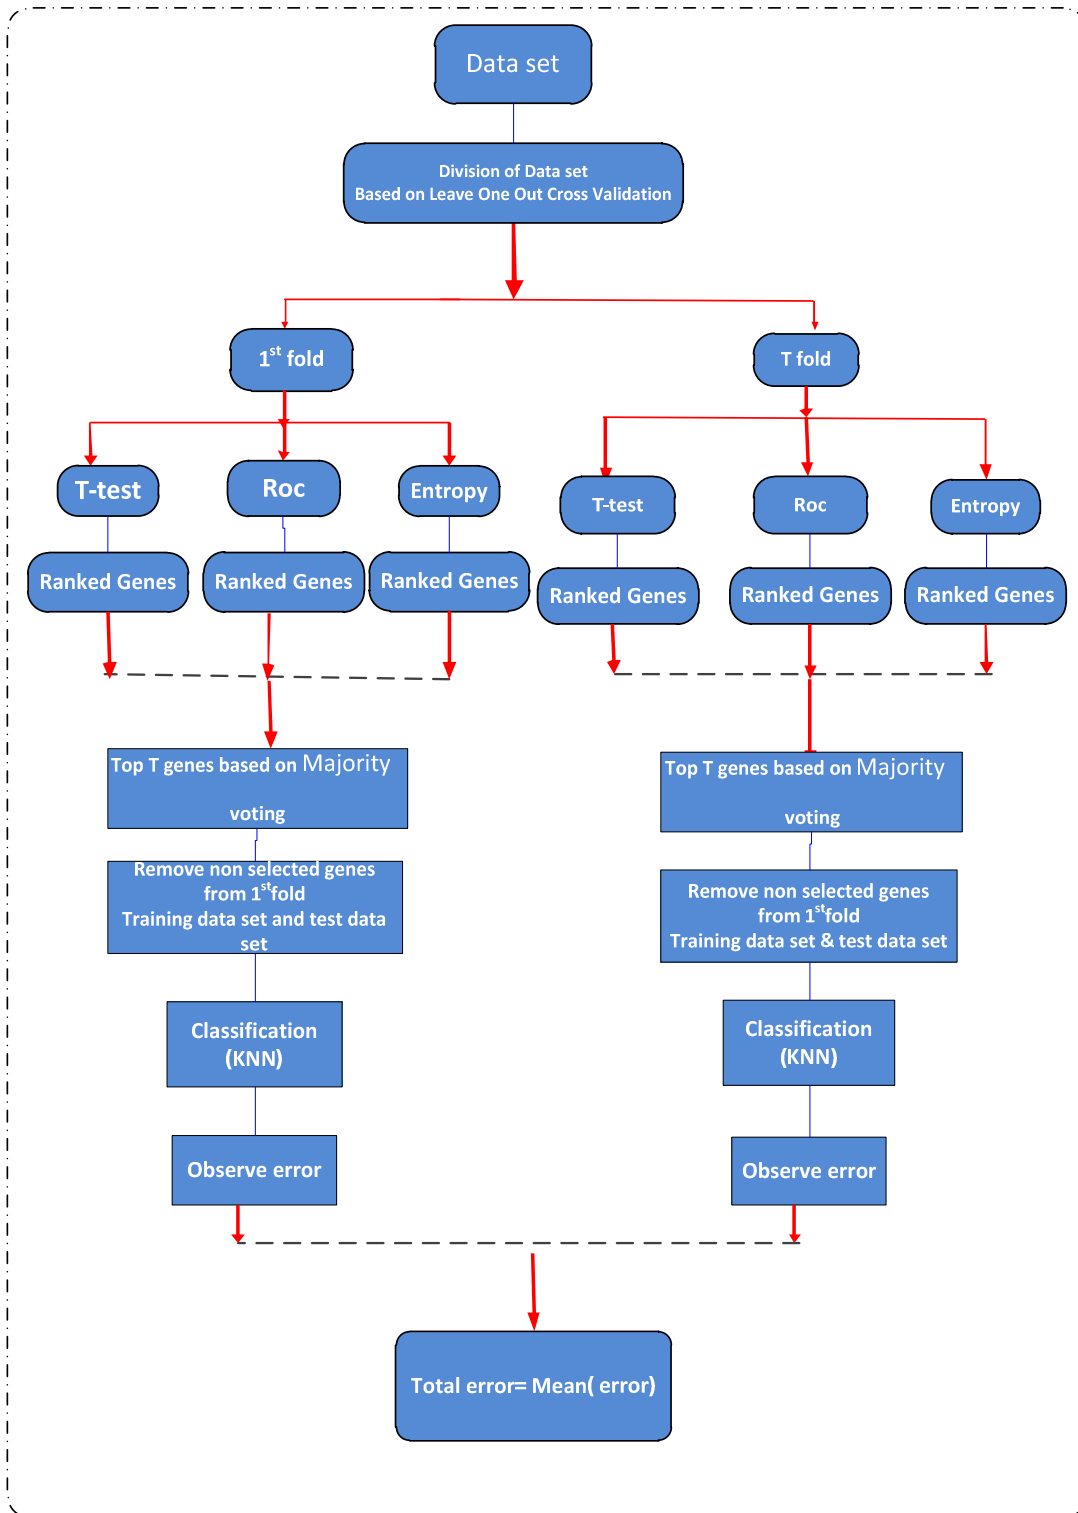 Data set
Division of Data set
Based on Leave One Out Cross Validation
1st fold
T fold
T-test
Roc
Entropy
T-test
Roc
Entropy
Ranked Genes
Ranked Genes
Ranked Genes
Ranked Genes
Ranked Genes
Ranked Genes
Top T genes based on Majority
voting
Top T genes based on Majority
voting
Remove non selected genes
from 1st fold
Training data set and test data
set
Remove non selected genes
from 1st fold
Training data set & test data set
Classification
(KNN)
Classification
(KNN)
Observe error
Observe error
Total error= Mean( error)